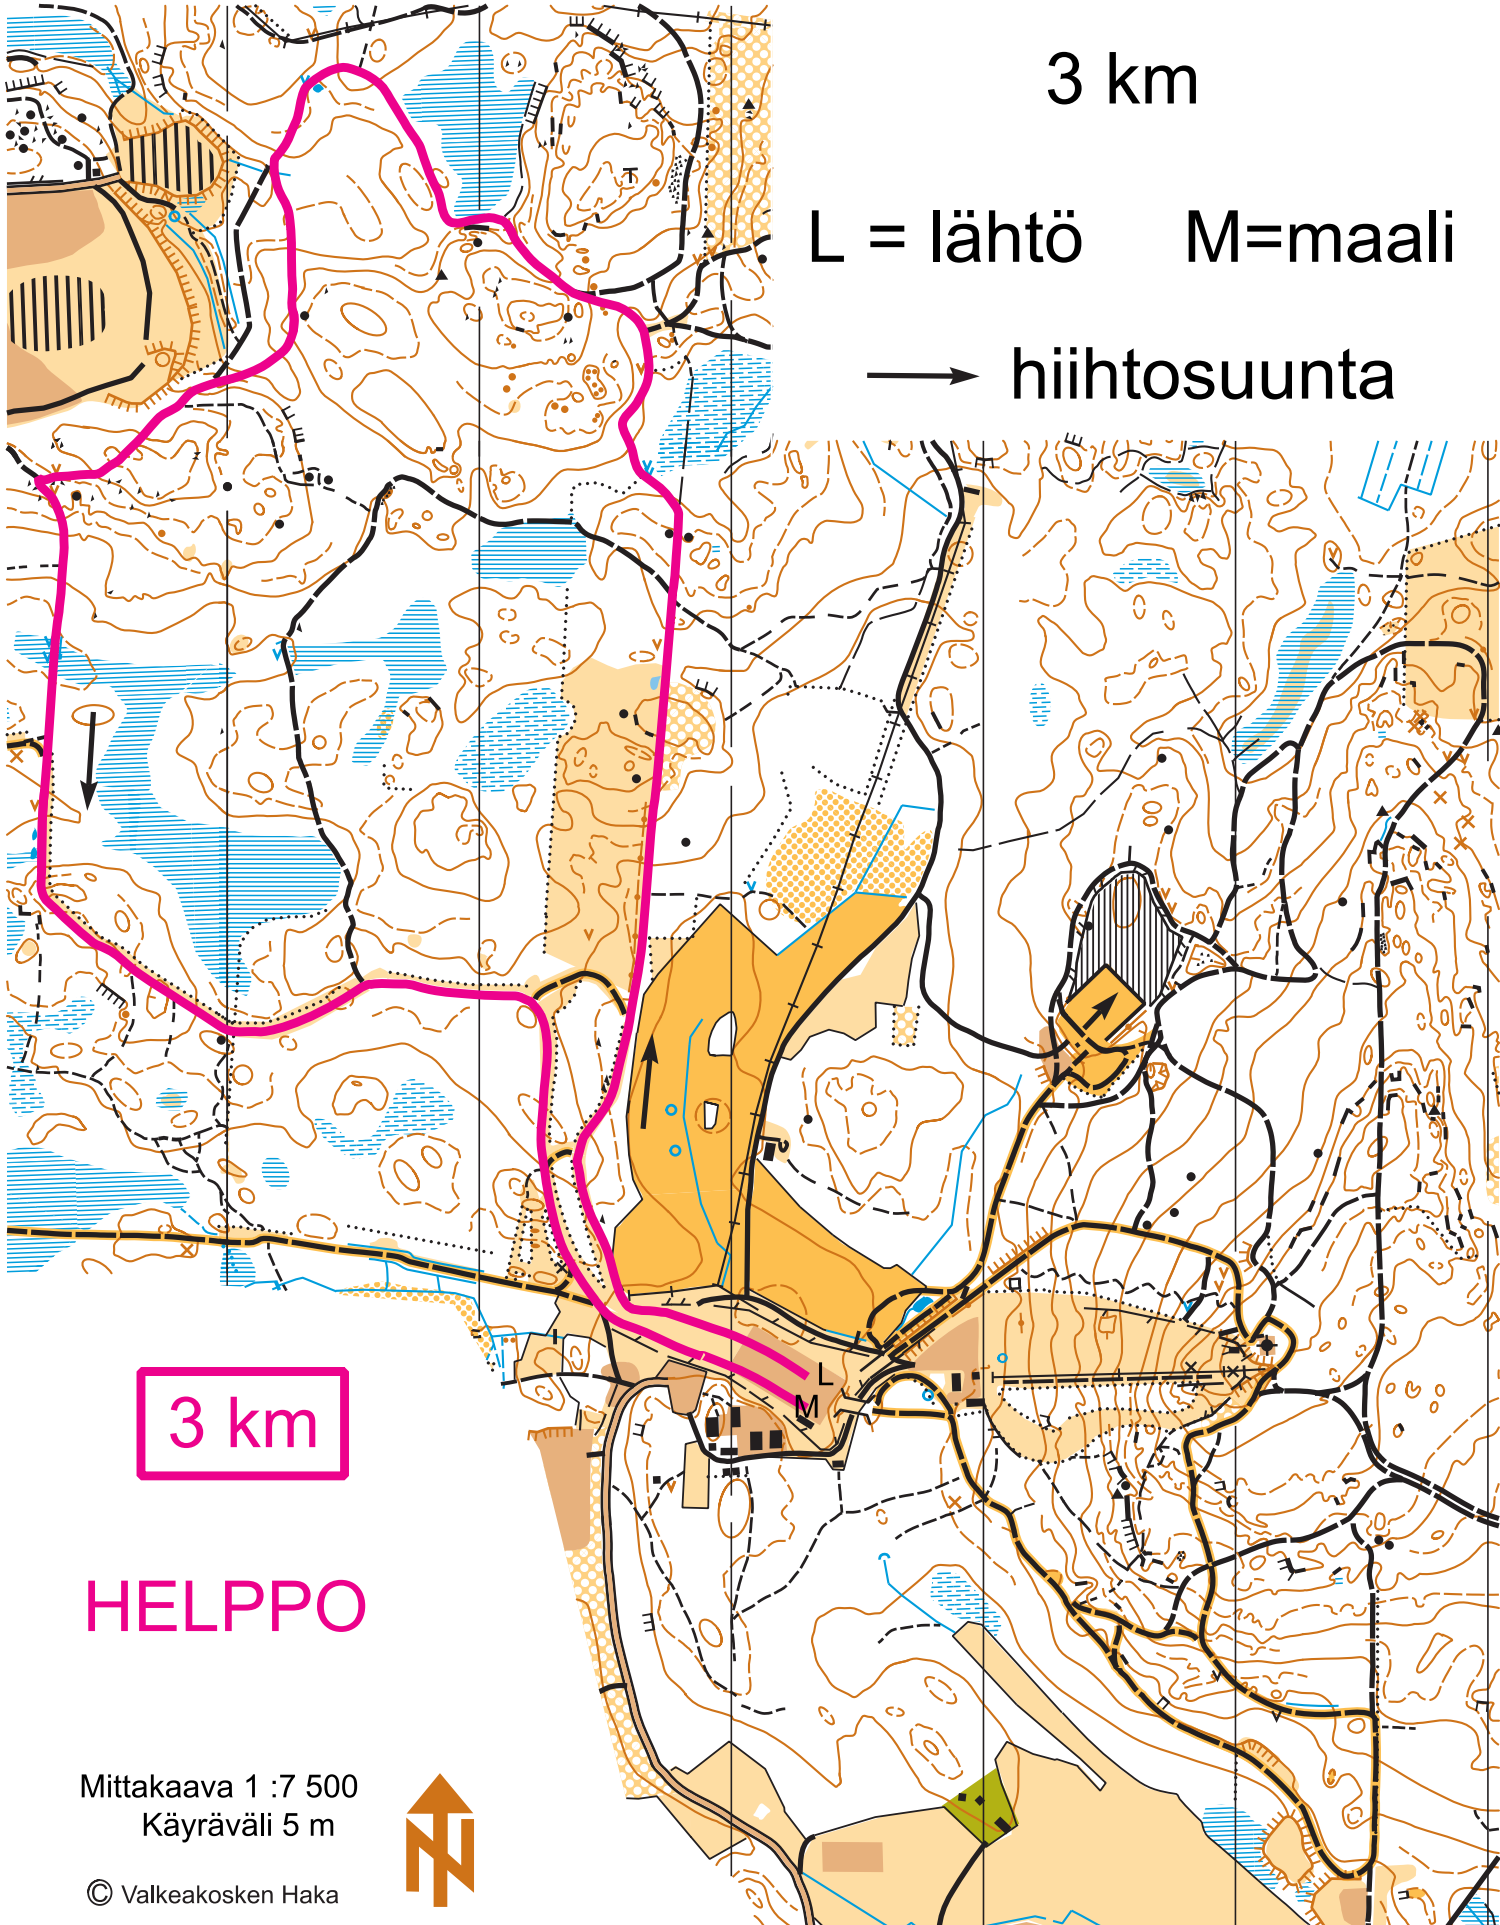 3 km
L = lähtö M=maali
hiihtosuunta
L
M
3 km
HELPPO
Mittakaava 1 :7 500
Käyräväli 5 m
N
© Valkeakosken Haka